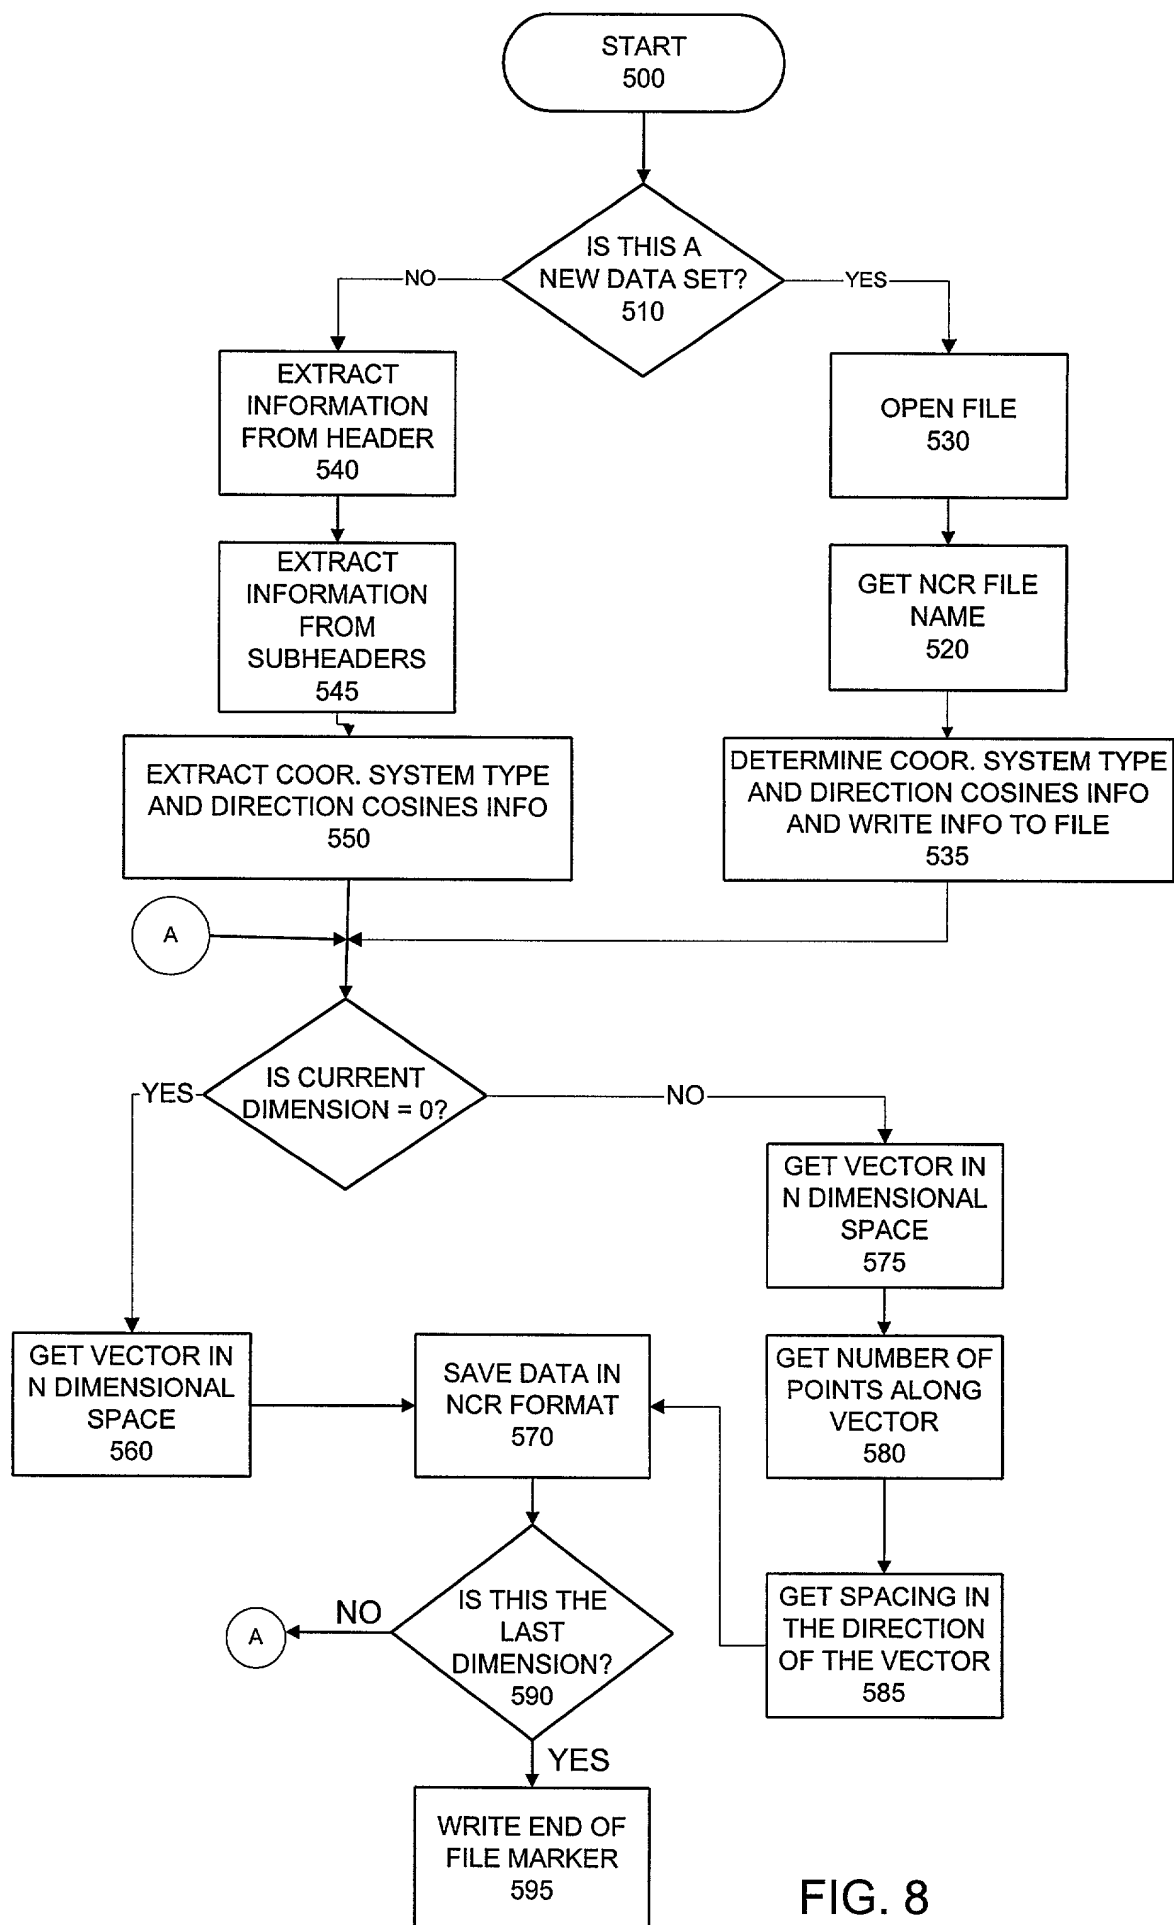 START
500
IS THIS A
NEW DATA SET?
510
NO
YES
EXTRACT
INFORMATION
FROM HEADER
540
OPEN FILE
530
EXTRACT
INFORMATION
FROM
SUBHEADERS
545
GET NCR FILE
NAME
520
EXTRACT COOR. SYSTEM TYPE
AND DIRECTION COSINES INFO
550
DETERMINE COOR. SYSTEM TYPE
AND DIRECTION COSINES INFO
AND WRITE INFO TO FILE
535
A
IS CURRENT
DIMENSION = 0?
YES
NO
GET VECTOR IN
N DIMENSIONAL
SPACE
575
GET VECTOR IN
N DIMENSIONAL
SPACE
560
SAVE DATA IN
NCR FORMAT
570
GET NUMBER OF
POINTS ALONG
VECTOR
580
IS THIS THE
LAST
DIMENSION?
590
NO
A
GET SPACING IN
THE DIRECTION
OF THE VECTOR
585
YES
WRITE END OF
FILE MARKER
595
FIG. 8